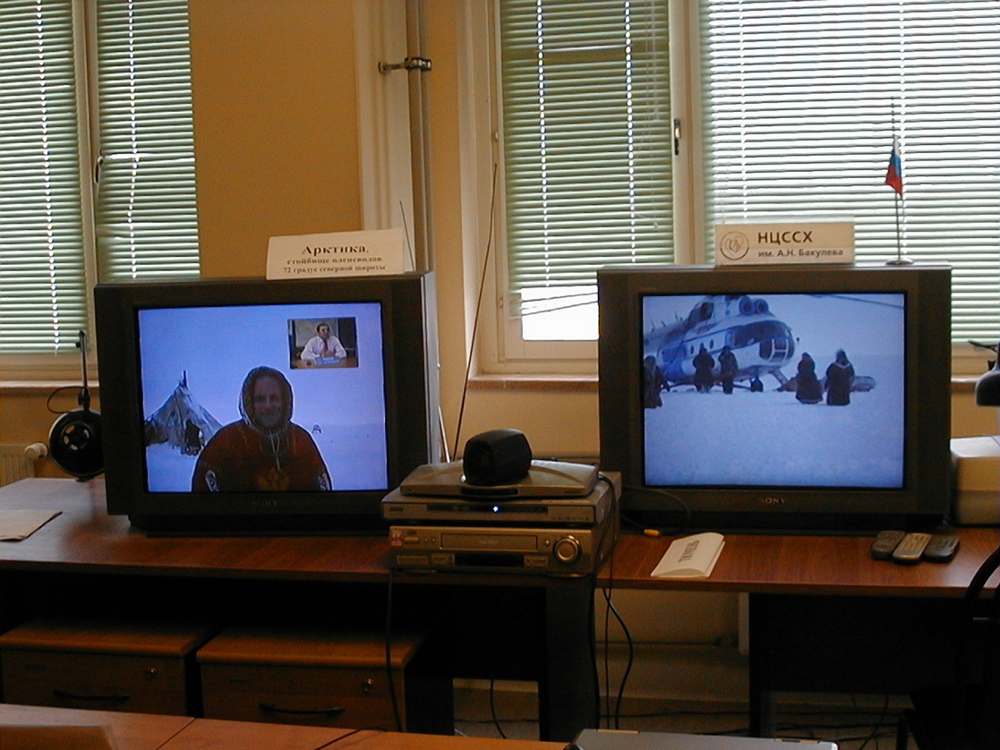 Арктика,
стойбище оленеводов
72 градус северной широты
НЦССХ
им. А.Н. Бакулева
SONY
SONY